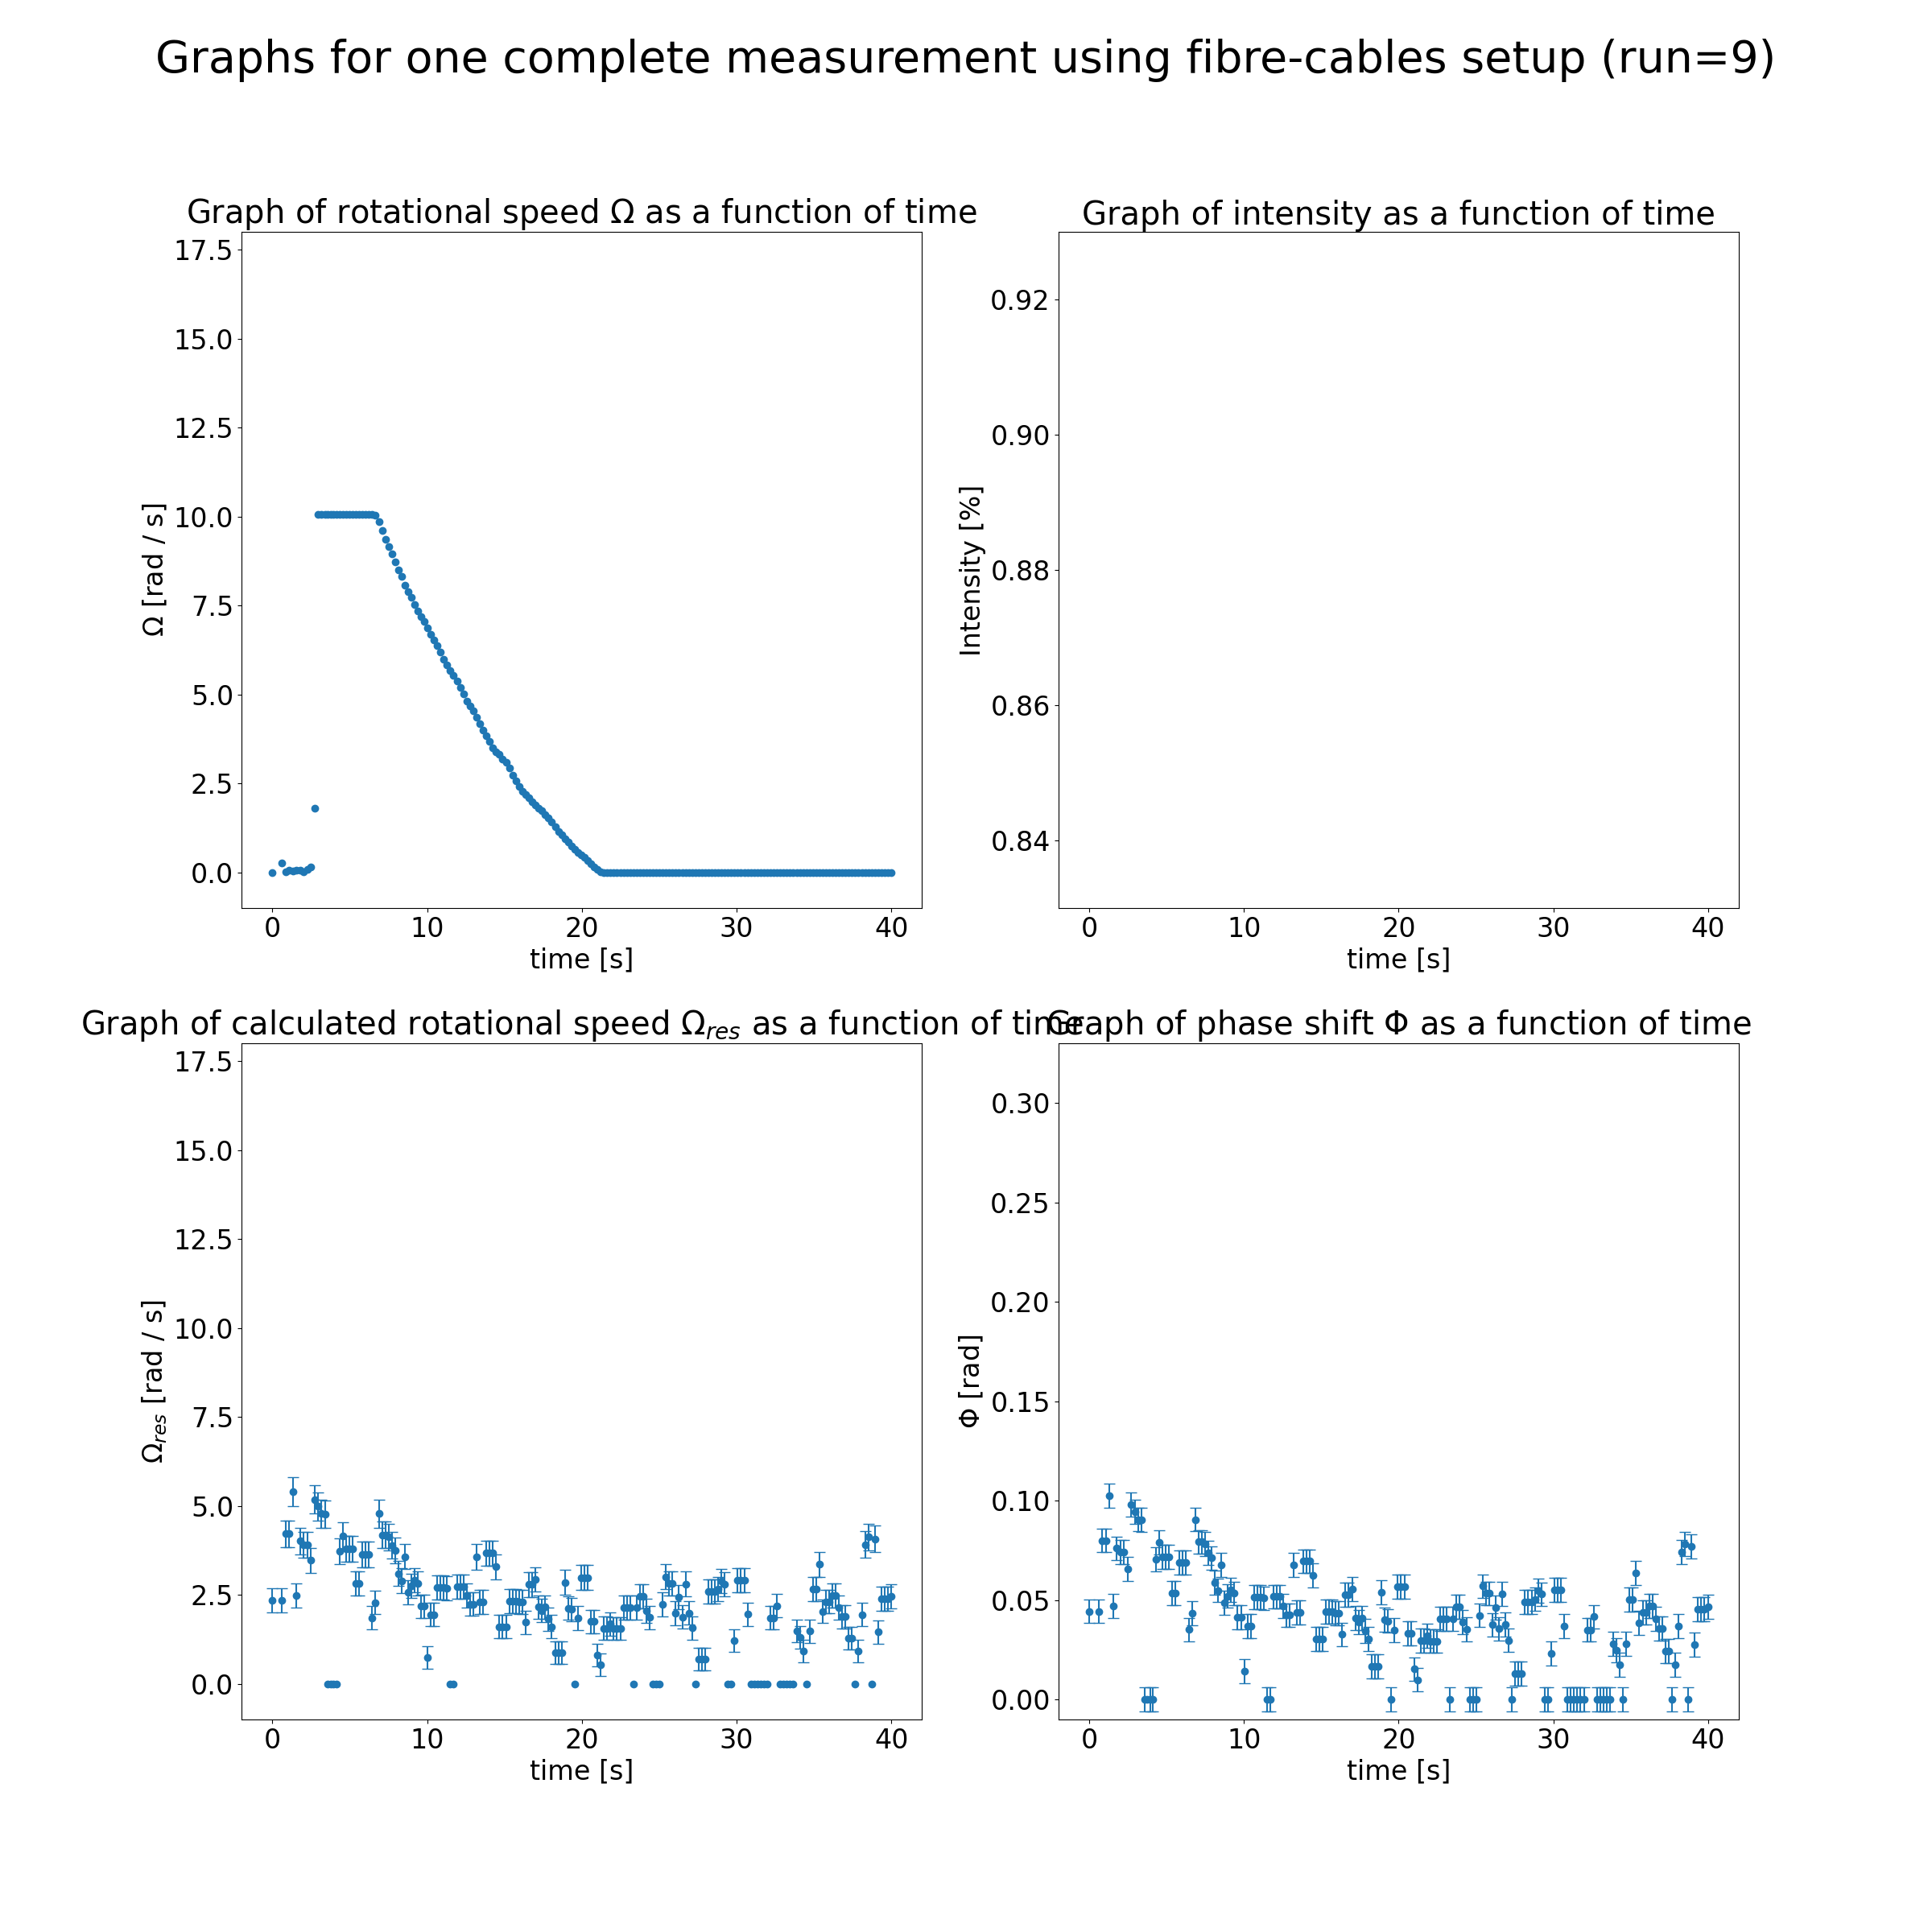 Graphs for one complete measurement using fibre-cables setup (run=9)
Graph of rotational speed Ω as a function of time
17.5
15.0
12.5
10.0
7.5
5.0
2.5
0.0
Ω [rad / s]
0 10 20 30 40
time [s]
Graph of intensity as a function of time
0.92
0.90
0.88
0.86
0.84
Intensity [%]
0 10 20 30 40
time [s]
Graph of calculated rotational speed Ωres as a function of time
17.5
15.0
12.5
10.0
7.5
5.0
2.5
0.0
Ωres [rad / s]
0 10 20 30 40
time [s]
Graph of phase shift Φ as a function of time
0.30
0.25
0.20
0.15
0.10
0.05
0.00
Φ [rad]
0 10 20 30 40
time [s]